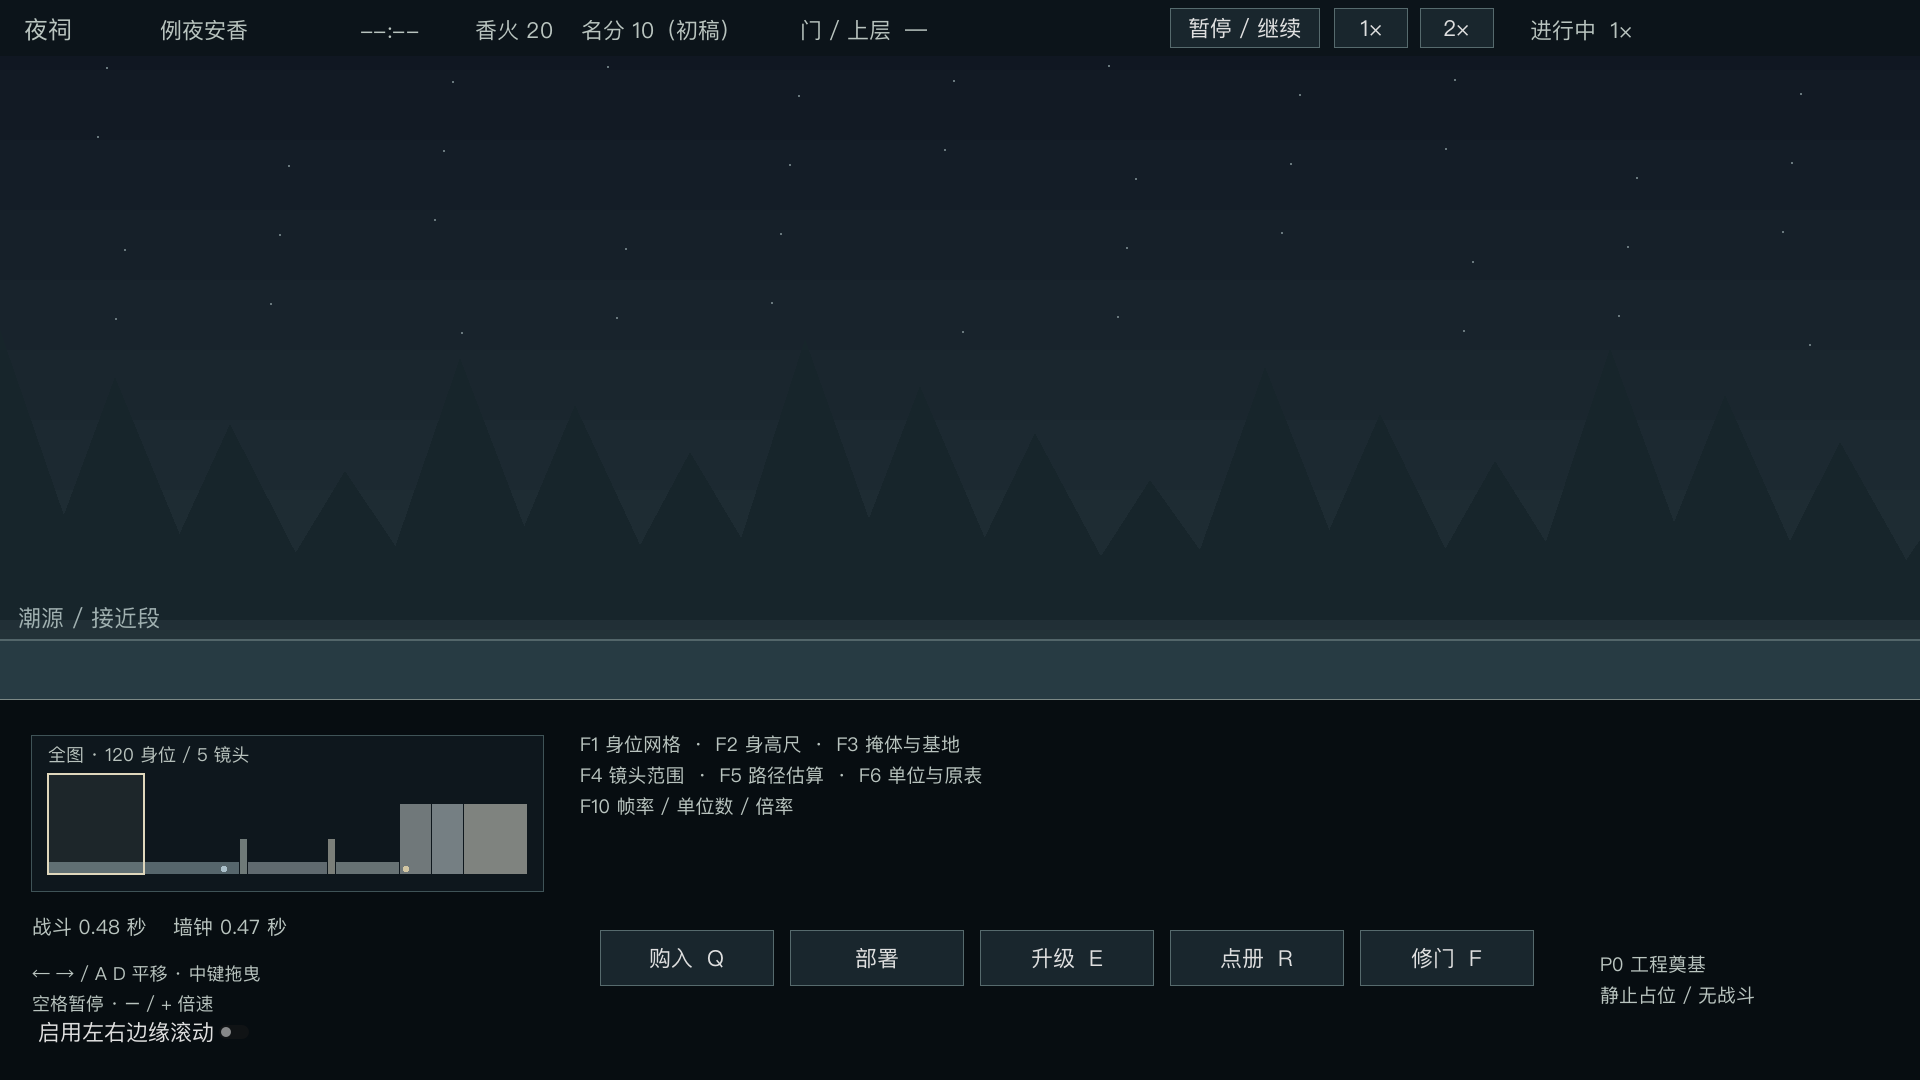 夜祠 例夜安香 --:-- 香火 20 名分 10（初稿） 门 / 上层 — 暂停 / 继续 1× 2× 进行中 1×
潮源 / 接近段
全图 · 120 身位 / 5 镜头
F1 身位网格 · F2 身高尺 · F3 掩体与基地
F4 镜头范围 · F5 路径估算 · F6 单位与原表
F10 帧率 / 单位数 / 倍率
战斗 0.48 秒 墙钟 0.47 秒
购入 Q 部署 升级 E 点册 R 修门 F
← → / A D 平移 · 中键拖曳
空格暂停 · − / + 倍速
启用左右边缘滚动
P0 工程奠基
静止占位 / 无战斗